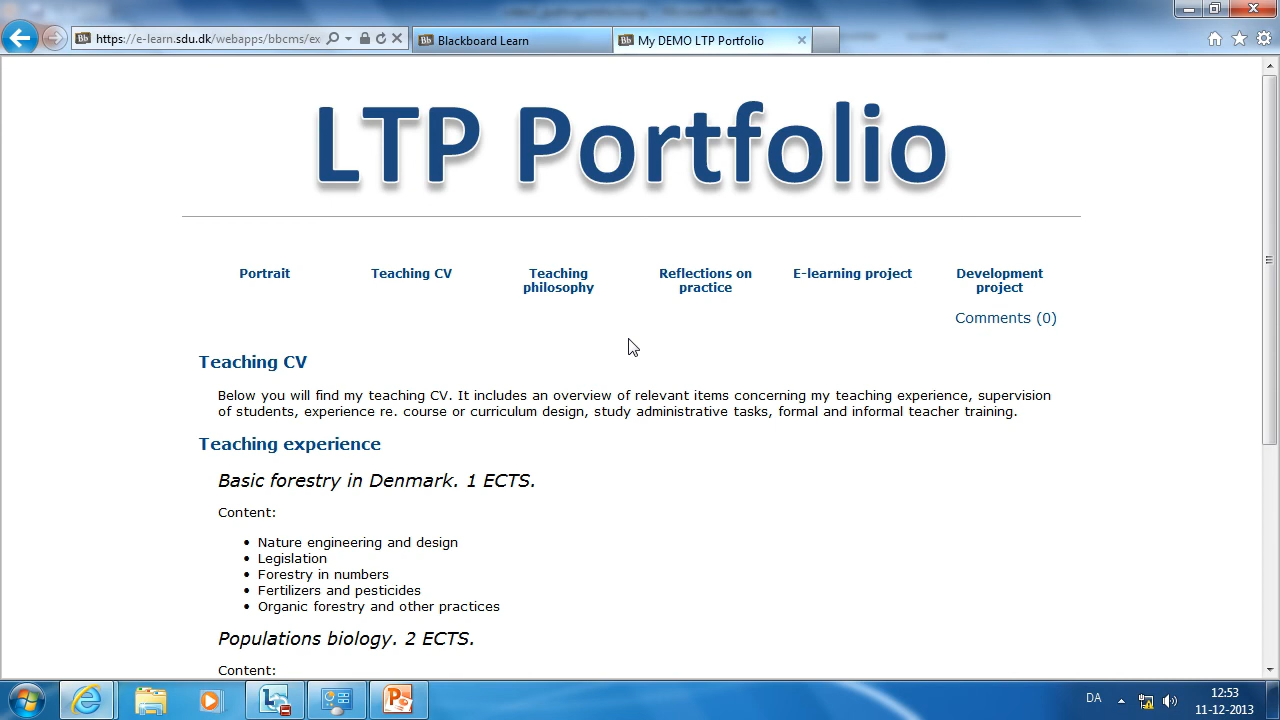 https://e-learn.sdu.dk/webapps/bbcms/ex
Blackboard Learn
My DEMO LTP Portfolio
LTP Portfolio
Portrait
Teaching CV
Teaching
philosophy
Reflections on
practice
E-learning project
Development
project
Comments (0)
Teaching CV
Below you will find my teaching CV. It includes an overview of relevant items concerning my teaching experience, supervision
of students, experience re. course or curriculum design, study administrative tasks, formal and informal teacher training.
Teaching experience
Basic forestry in Denmark. 1 ECTS.
Content:
• Nature engineering and design
• Legislation
• Forestry in numbers
• Fertilizers and pesticides
• Organic forestry and other practices
Populations biology. 2 ECTS.
Content:
DA
12:53
11-12-2013